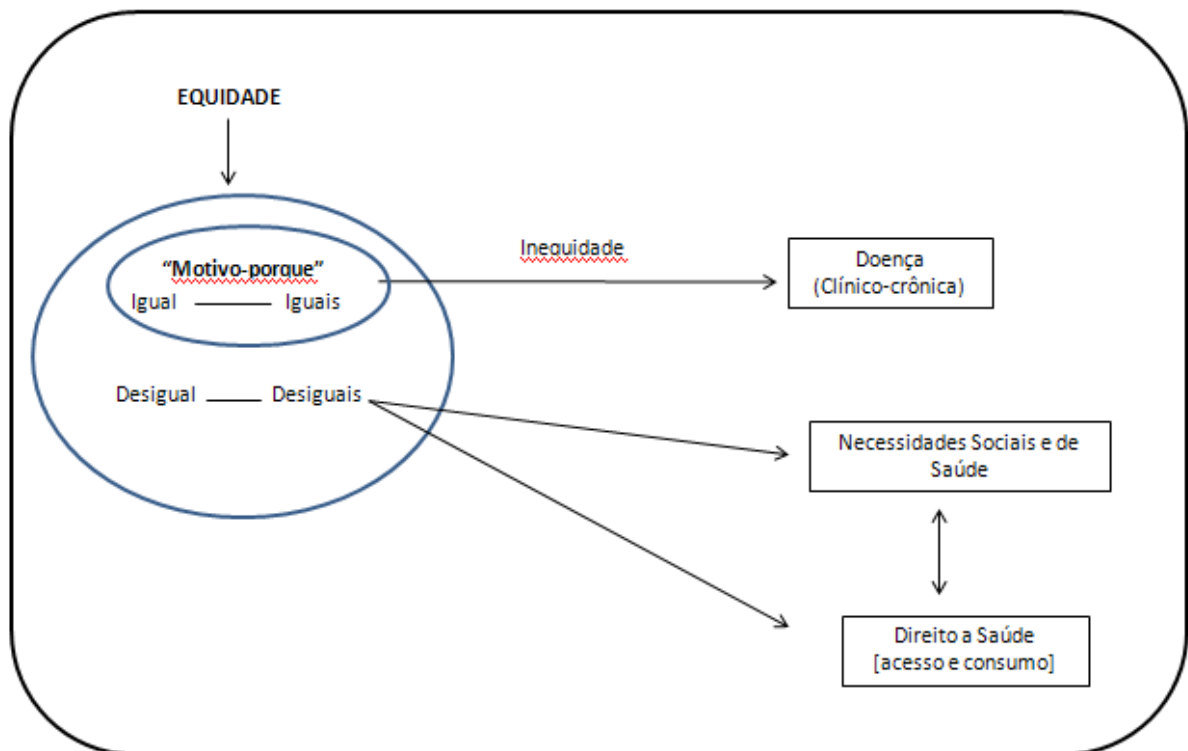 EQUIDADE
“Motivo-porque”
Igual Iguais
Desigual Desiguais
Inequidade
Doença
(Clínico-crônica)
Necessidades Sociais e de
Saúde
Direito a Saúde
[acesso e consumo]